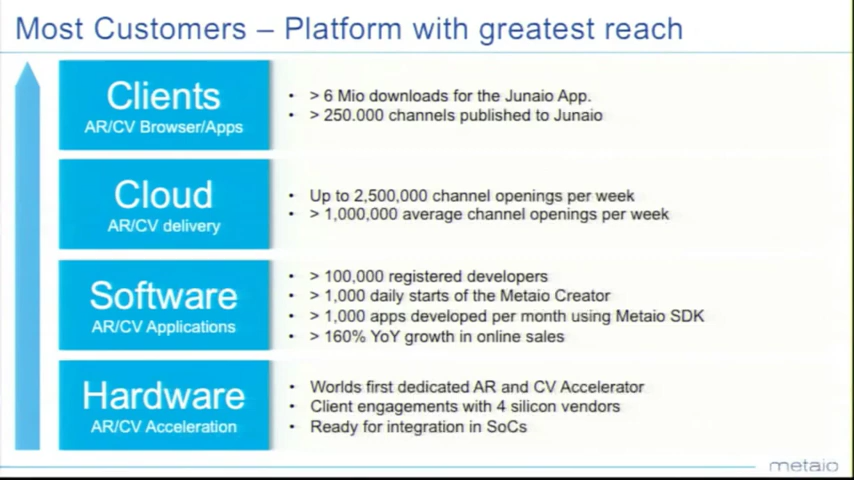 Most Customers – Platform with greatest reach
Clients
AR/CV Browser/Apps
• > 6 Mio downloads for the Junaio App.
• > 250.000 channels published to Junaio
Cloud
AR/CV delivery
• Up to 2,500,000 channel openings per week
• > 1,000,000 average channel openings per week
Software
AR/CV Applications
• > 100,000 registered developers
• > 1,000 daily starts of the Metaio Creator
• > 1,000 apps developed per month using Metaio SDK
• > 160% YoY growth in online sales
Hardware
AR/CV Acceleration
• Worlds first dedicated AR and CV Accelerator
• Client engagements with 4 silicon vendors
• Ready for integration in SoCs
metaio